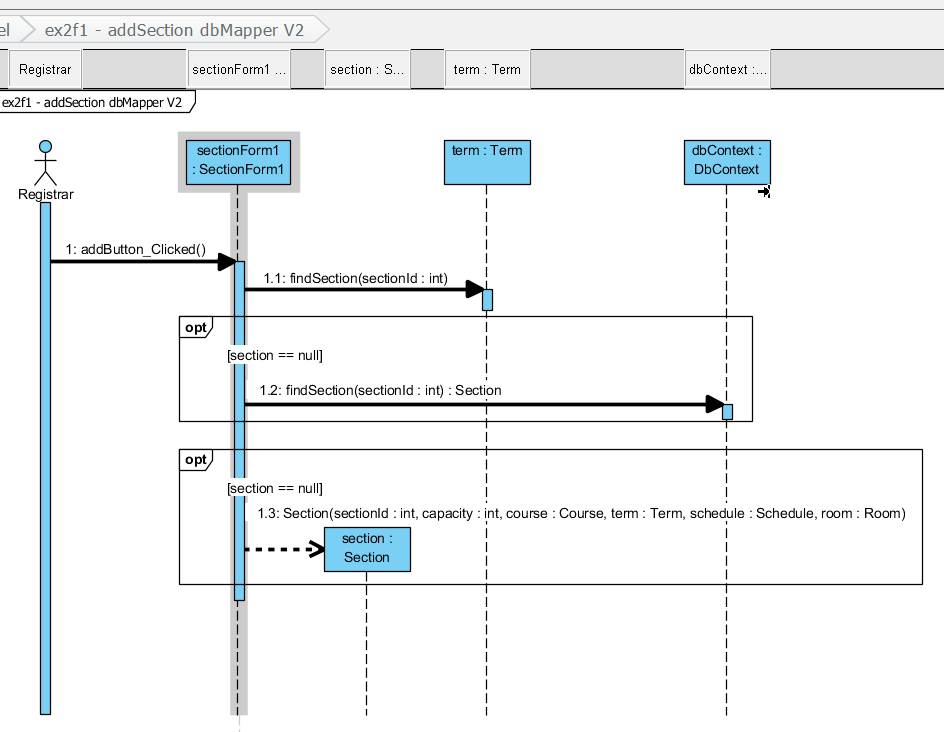 el
ex2f1 - addSection dbMapper V2
Registrar
sectionForm1 ...
section : S...
term : Term
dbContext :...
ex2f1 - addSection dbMapper V2
Registrar
sectionForm1
: SectionForm1
term : Term
dbContext :
DbContext
1: addButton_Clicked()
1.1: findSection(sectionId : int)
opt
[section == null]
1.2: findSection(sectionId : int) : Section
opt
[section == null]
1.3: Section(sectionId : int, capacity : int, course : Course, term : Term, schedule : Schedule, room : Room)
section :
Section